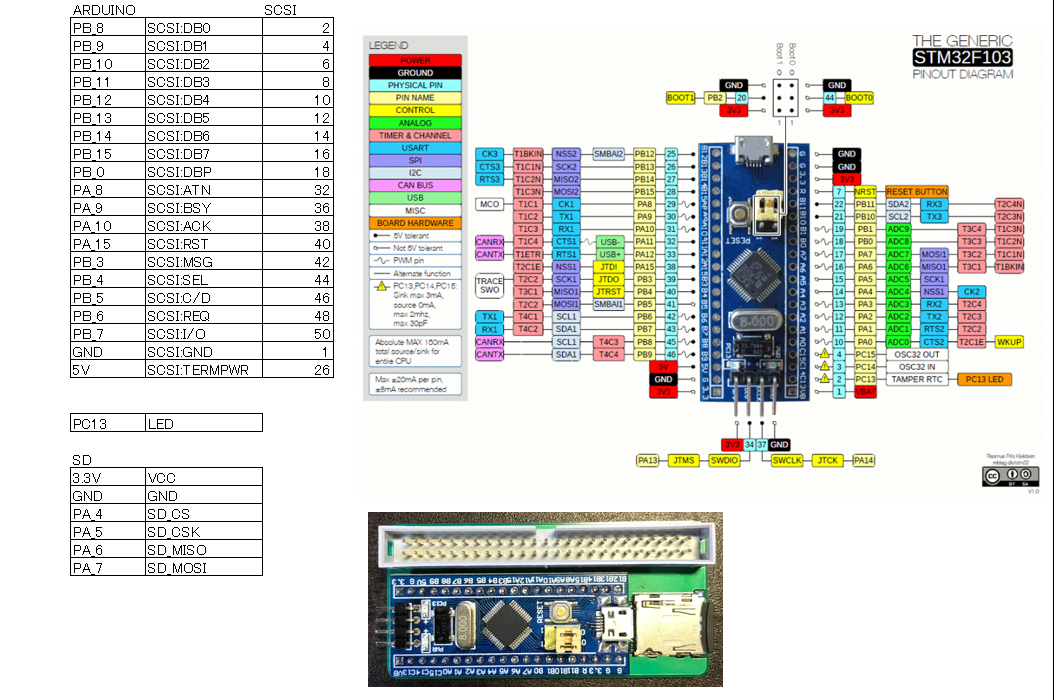 ARDUINO SCSI
PB_8 SCSI:DB0 2
PB_9 SCSI:DB1 4
PB_10 SCSI:DB2 6
PB_11 SCSI:DB3 8
PB_12 SCSI:DB4 10
PB_13 SCSI:DB5 12
PB_14 SCSI:DB6 14
PB_15 SCSI:DB7 16
PB_0 SCSI:DBP 18
PA_8 SCSI:ATN 32
PA_9 SCSI:BSY 36
PA_10 SCSI:ACK 38
PA_15 SCSI:RST 40
PB_3 SCSI:MSG 42
PB_4 SCSI:SEL 44
PB_5 SCSI:C/D 46
PB_6 SCSI:REQ 48
PB_7 SCSI:I/O 50
GND SCSI:GND 1
5V SCSI:TERMPWR 26
PC13 LED
SD
3.3V VCC
GND GND
PA_4 SD_CS
PA_5 SD_CSK
PA_6 SD_MISO
PA_7 SD_MOSI
LEGEND
POWER
GROUND
PHYSICAL PIN
PIN NAME
CONTROL
ANALOG
TIMER & CHANNEL
USART
SPI
I2C
CAN BUS
USB
MISC
BOARD HARDWARE
5V tolerant
Not 5V tolerant
PWM pin
Alternate function
PC13,PC14,PC15:
Sink max 3mA,
source 0mA,
max 2mhz,
max 30pF
Absolute MAX 150mA
total source/sink for
entire CPU
Max ±20mA per pin,
±8mA recommended
THE GENERIC
STM32F103
PINOUT DIAGRAM
Boot 1 Boot 0
GND GND
BOOT1 PB2 20 44 BOOT0
3V3 3V3
1 1
CK3 T1BKIN NSS2 SMBAI2 PB12 25
CTS3 T1C1N SCK2 PB13 26
RTS3 T1C2N MISO2 PB14 27
T1C3N MOSI2 PB15 28
MCO T1C1 CK1 PA8 29
T1C2 TX1 PA9 30
T1C3 RX1 PA10 31
CANRX T1C4 CTS1 USB- PA11 32
CANTX T1ETR RTS1 USB+ PA12 33
T2C1E NSS1 JTDI PA15 38
TRACE SWO T2C2 SCK1 JTDO PB3 39
T3C1 MISO1 JTRST PB4 40
T2C2 MOSI1 SMBAI1 PB5 41
TX1 T4C1 SCL1 PB6 42
RX1 T4C2 SDA1 PB7 43
CANRX SCL1 T4C3 PB8 45
CANTX SDA1 T4C4 PB9 46
5V
GND
3V3
GND
GND
3V3
7 NRST RESET BUTTON
22 PB11 SDA2 RX3 T2C4N
21 PB10 SCL2 TX3 T2C3N
19 PB1 ADC9 T3C4 T1C3N
18 PB0 ADC8 T3C3 T1C2N
17 PA7 ADC7 MOSI1 T3C2 T1C1N
16 PA6 ADC6 MISO1 T3C1 T1BKIN
15 PA5 ADC5 SCK1
14 PA4 ADC4 NSS1 CK2
13 PA3 ADC3 RX2 T2C4
12 PA2 ADC2 TX2 T2C3
11 PA1 ADC1 RTS2 T2C2
10 PA0 ADC0 CTS2 T2C1E WKUP
4 PC15 OSC32 OUT
3 PC14 OSC32 IN
2 PC13 TAMPER RTC PC13 LED
1 VBAT
3V3 34 37 GND
PA13 JTMS SWDIO SWCLK JTCK PA14
CC BY SA
V1.0
3.3 G B9 B8 B7 B6 B5 B4 B3
RESET
PC13
8.000
PWR